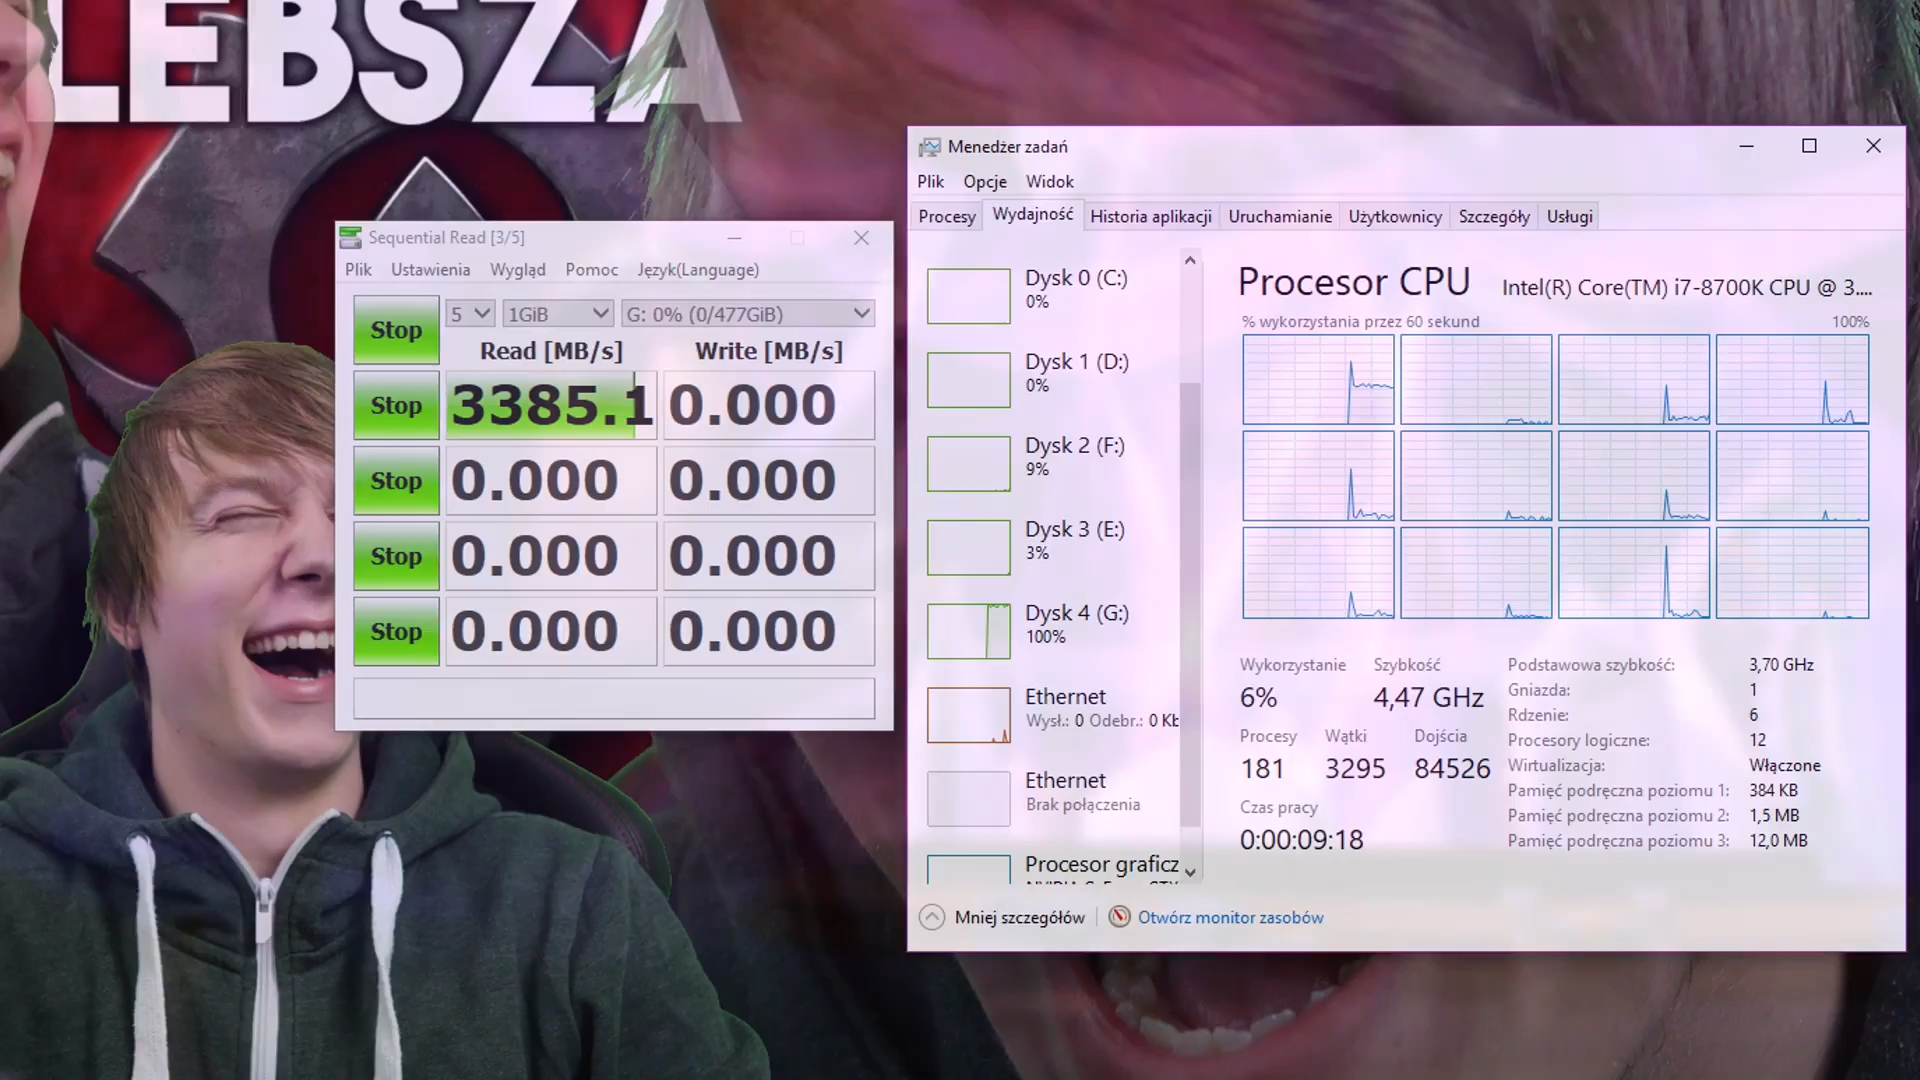 LEBSZA
Sequential Read [3/5]
Plik Ustawienia Wygląd Pomoc Język(Language)
Stop 5 1GiB G: 0% (0/477GiB)
Read [MB/s] Write [MB/s]
Stop 3385.1 0.000
Stop 0.000 0.000
Stop 0.000 0.000
Stop 0.000 0.000
Menedżer zadań
Plik Opcje Widok
Procesy Wydajność Historia aplikacji Uruchamianie Użytkownicy Szczegóły Usługi
Dysk 0 (C:)
0%
Dysk 1 (D:)
0%
Dysk 2 (F:)
9%
Dysk 3 (E:)
3%
Dysk 4 (G:)
100%
Ethernet
Wysł.: 0 Odebr.: 0 Kb
Ethernet
Brak połączenia
Procesor graficz
Procesor CPU Intel(R) Core(TM) i7-8700K CPU @ 3....
% wykorzystania przez 60 sekund 100%
Wykorzystanie Szybkość
6% 4,47 GHz
Procesy Wątki Dojścia
181 3295 84526
Czas pracy
0:00:09:18
Podstawowa szybkość: 3,70 GHz
Gniazda: 1
Rdzenie: 6
Procesory logiczne: 12
Wirtualizacja: Włączone
Pamięć podręczna poziomu 1: 384 KB
Pamięć podręczna poziomu 2: 1,5 MB
Pamięć podręczna poziomu 3: 12,0 MB
Mniej szczegółów Otwórz monitor zasobów